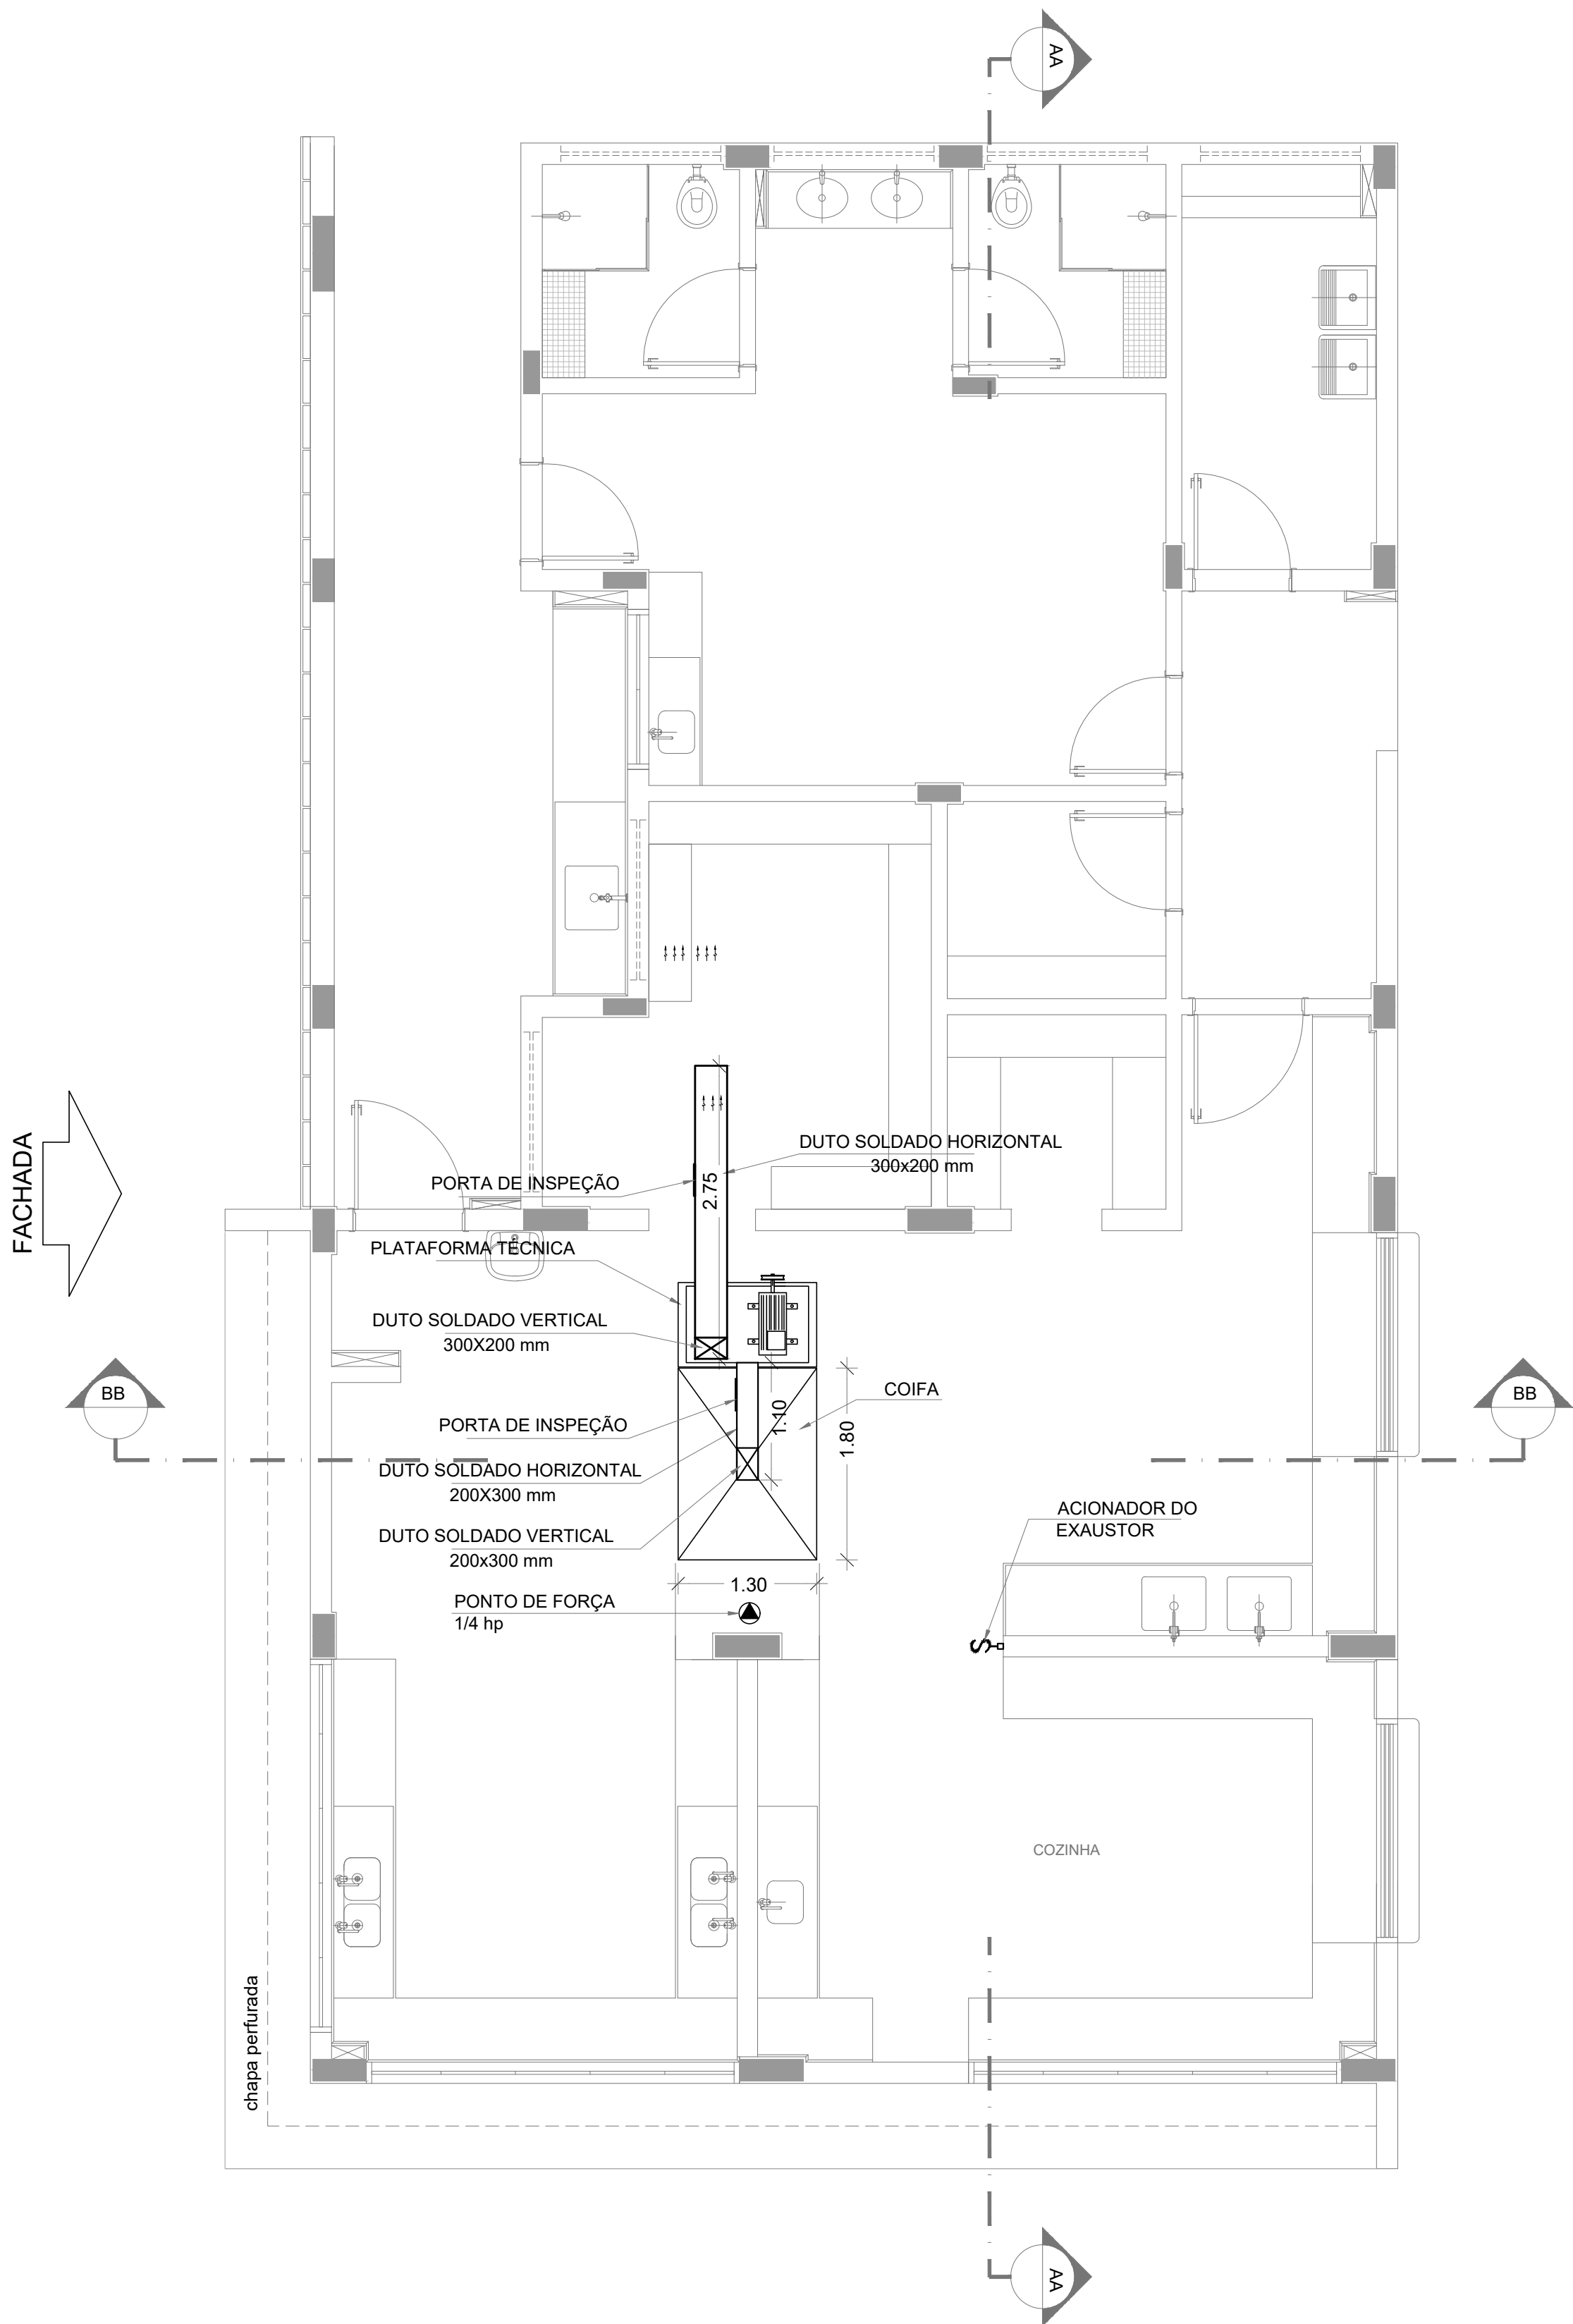 AA
DUTO SOLDADO HORIZONTAL
300x200 mm
PORTA DE INSPEÇÃO
2.75
FACHADA
PLATAFORMA TÉCNICA
DUTO SOLDADO VERTICAL
300X200 mm
COIFA
BB
BB
PORTA DE INSPEÇÃO
1.10
1.80
DUTO SOLDADO HORIZONTAL
200X300 mm
ACIONADOR DO
EXAUSTOR
DUTO SOLDADO VERTICAL
200x300 mm
1.30
PONTO DE FORÇA
1/4 hp
S
COZINHA
chapa perfurada
AA